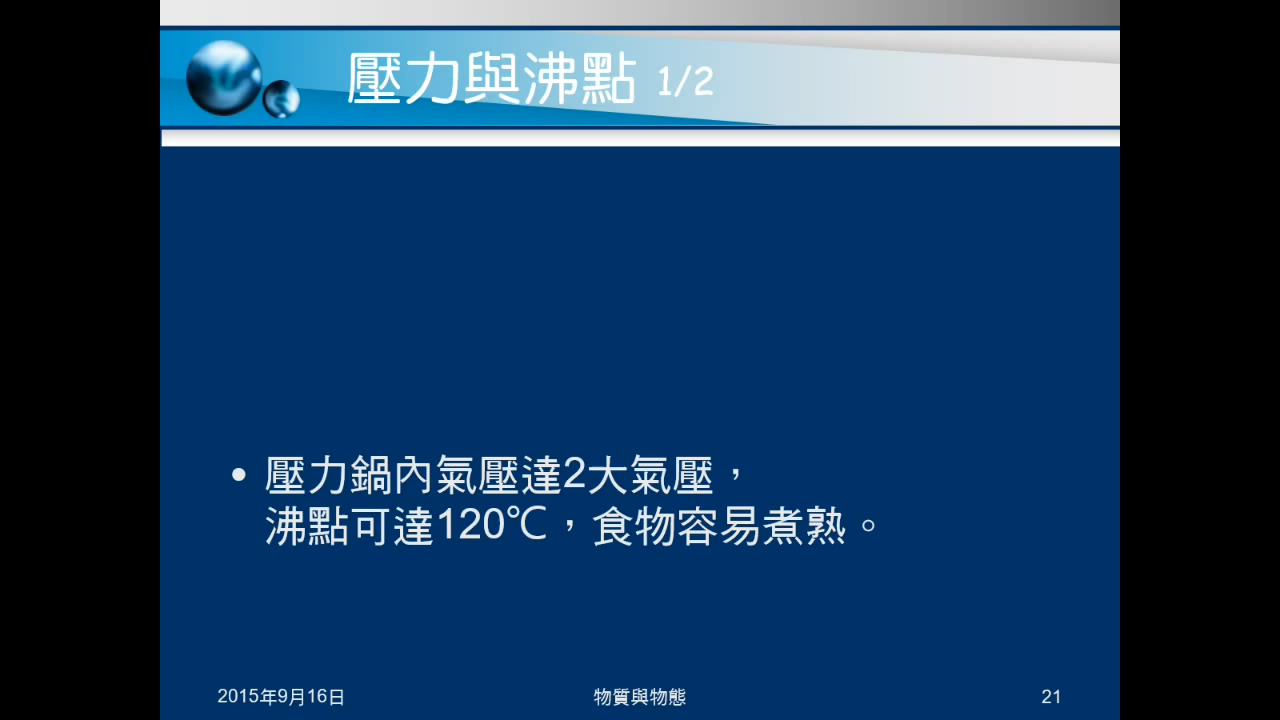 壓力與沸點 1/2
• 壓力鍋內氣壓達2大氣壓，
沸點可達120℃，食物容易煮熟。
2015年9月16日
物質與物態
21